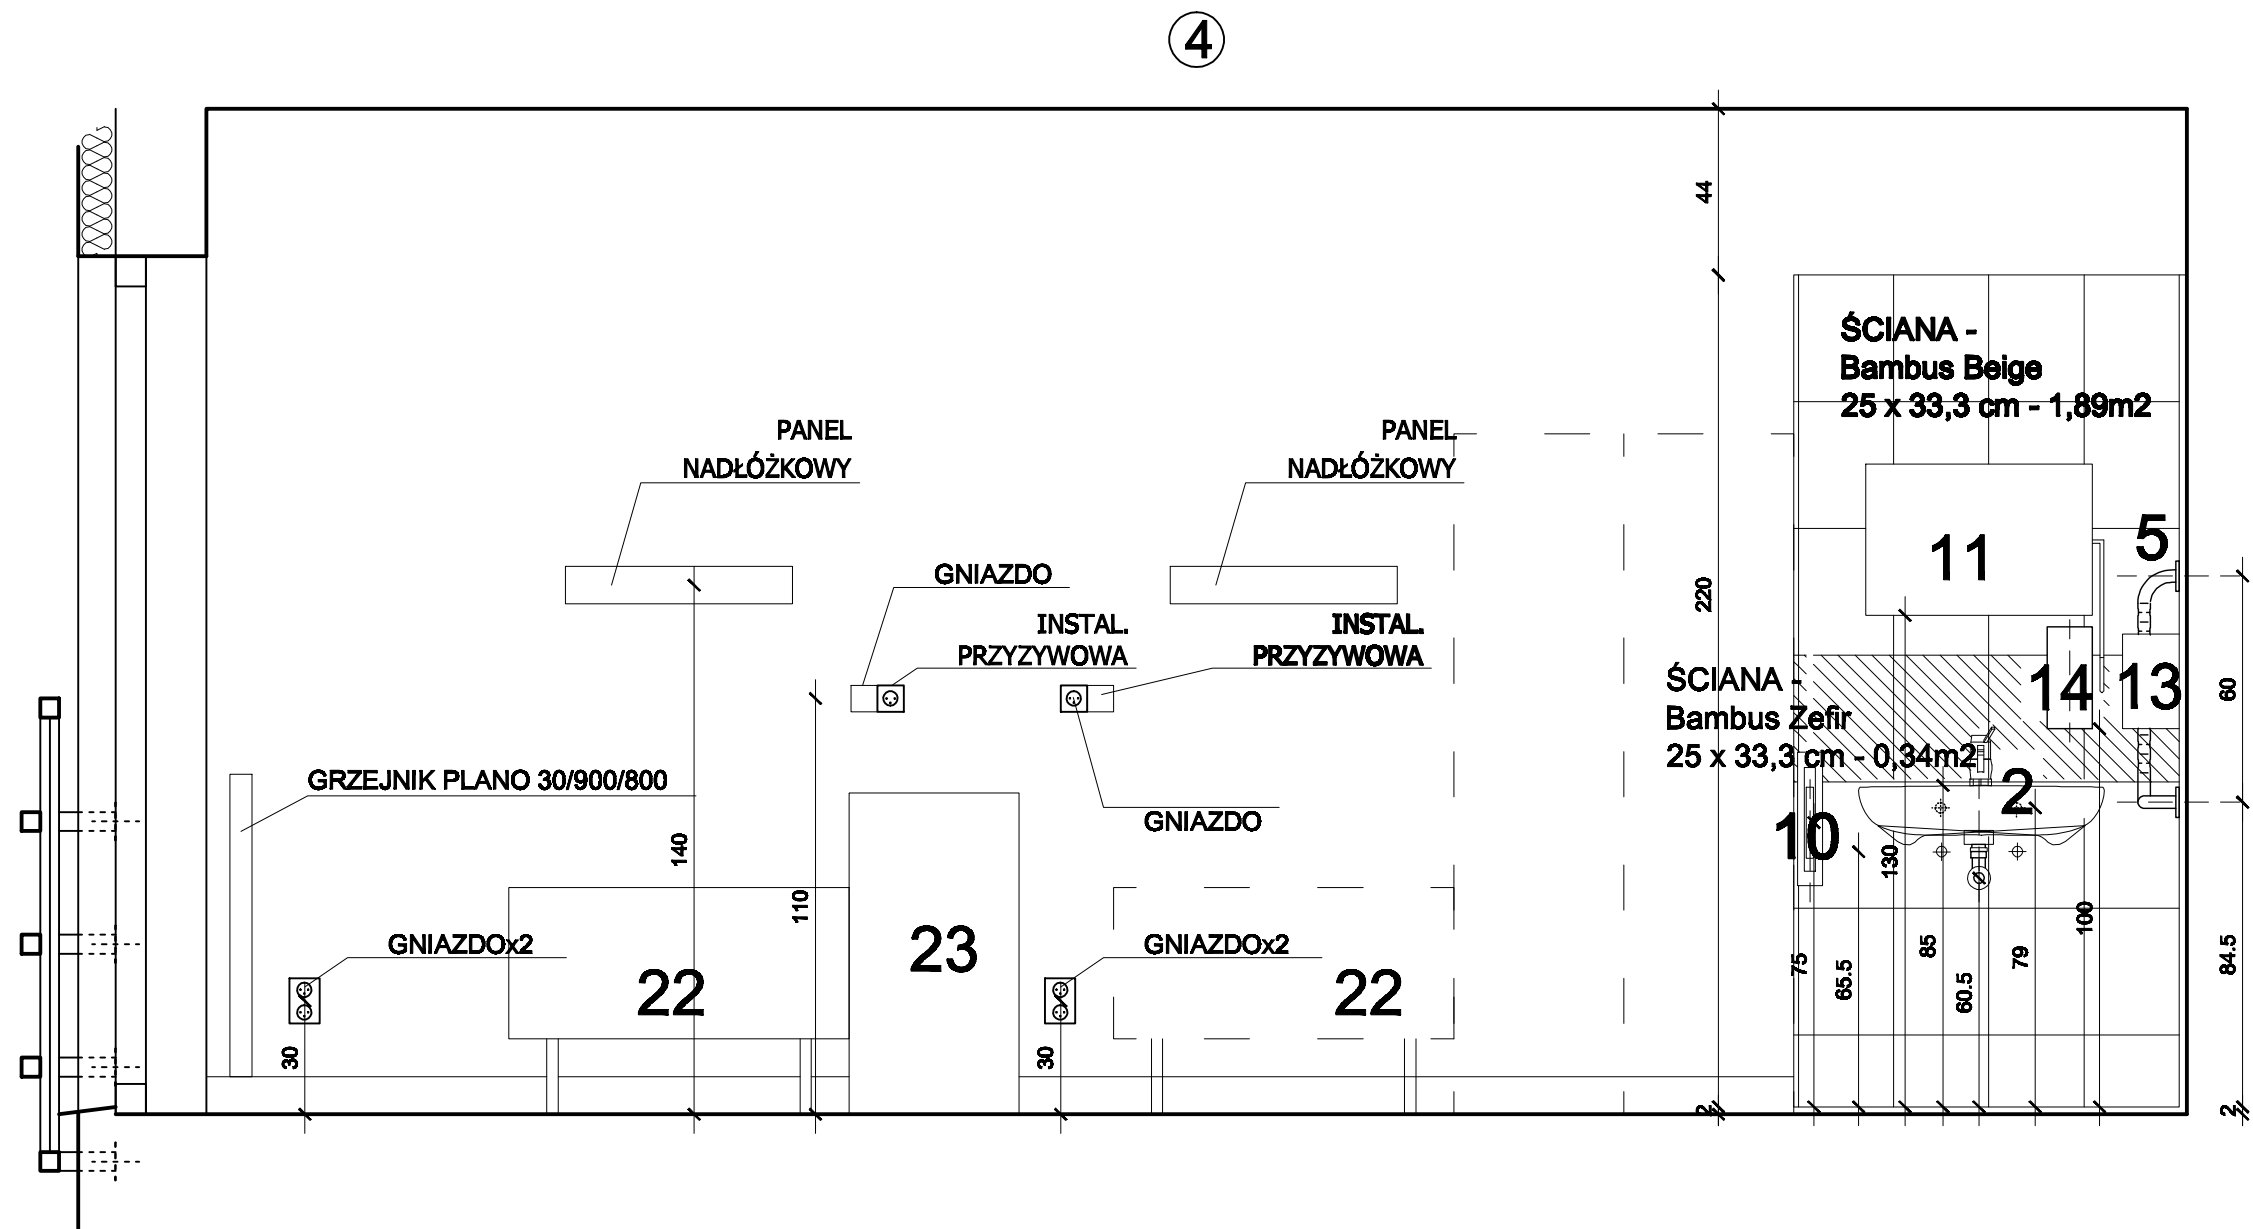 4
44
ŚCIANA -
Bambus Beige
25 x 33,3 cm - 1,89m2
PANEL
NADŁÓŻKOWY
PANEL
NADŁÓŻKOWY
11
5
GNIAZDO
220
INSTAL.
PRZYZYWOWA
INSTAL.
PRZYZYWOWA
14
13
60
ŚCIANA -
Bambus Zefir
25 x 33,3 cm - 0,34m2
GRZEJNIK PLANO 30/900/800
2
GNIAZDO
10
140
130
110
100
GNIAZDOx2
23
GNIAZDOx2
85
79
84.5
75
65.5
60.5
22
22
30
30
2
2